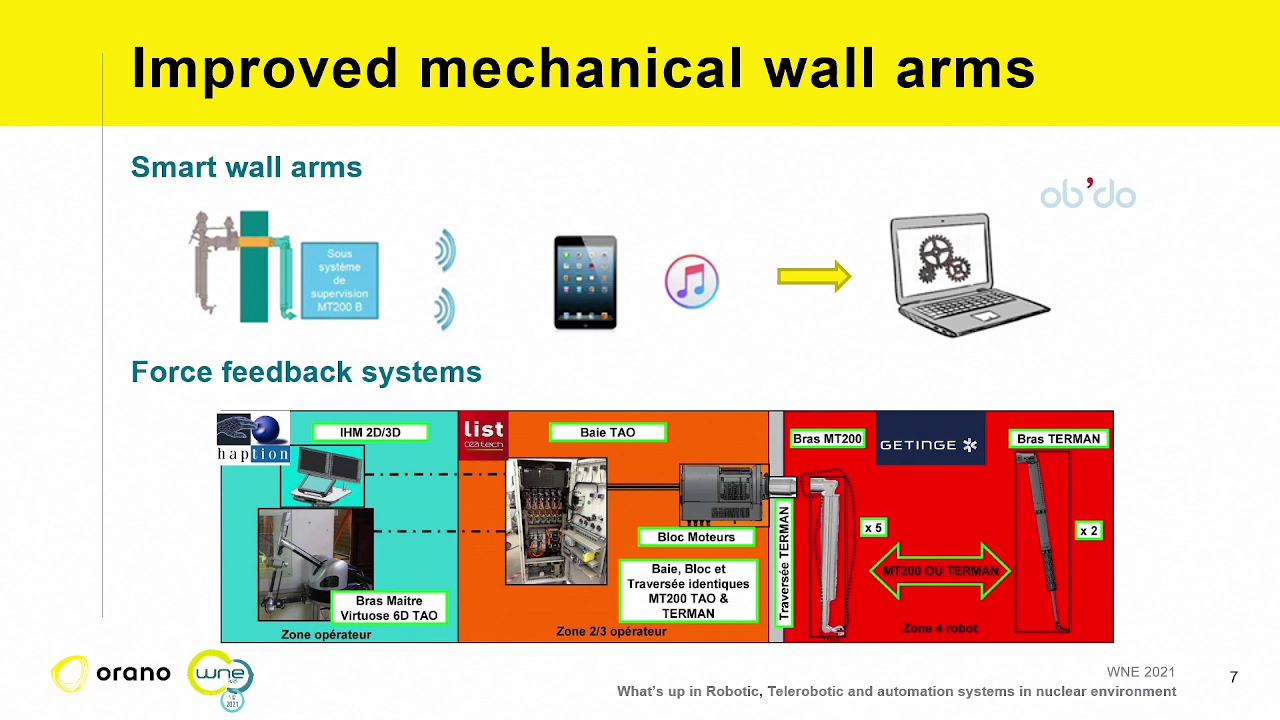 Improved mechanical wall arms
Smart wall arms
ob'do
Sous
système
de
supervision
MT200 B
Force feedback systems
haption
IHM 2D/3D
list
ceatech
Baie TAO
Bras MT200
GETINGE
Bras TERMAN
x 5
x 2
Bloc Moteurs
Traversée TERMAN
MT200 OU TERMAN
Baie, Bloc et
Traversée identiques
MT200 TAO &
TERMAN
Bras Maitre
Virtuose 6D TAO
Zone opérateur
Zone 2/3 opérateur
Zone 4 robot
orano
wne
2021
WNE 2021
What's up in Robotic, Telerobotic and automation systems in nuclear environment
7